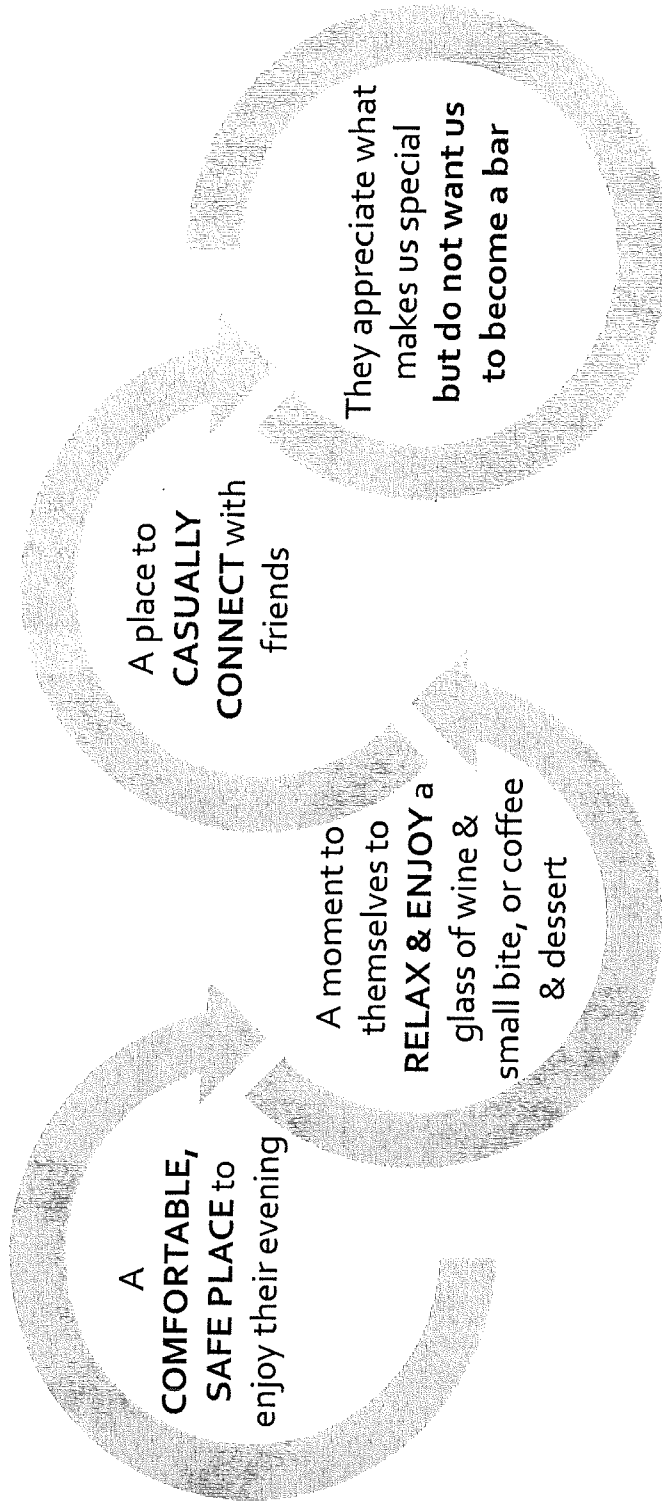 A
COMFORTABLE,
SAFE PLACE to
enjoy their evening
A moment to
themselves to
RELAX & ENJOY a
glass of wine &
small bite, or coffee
& dessert
A place to
CASUALLY
CONNECT with
friends
They appreciate what
makes us special
but do not want us
to become a bar